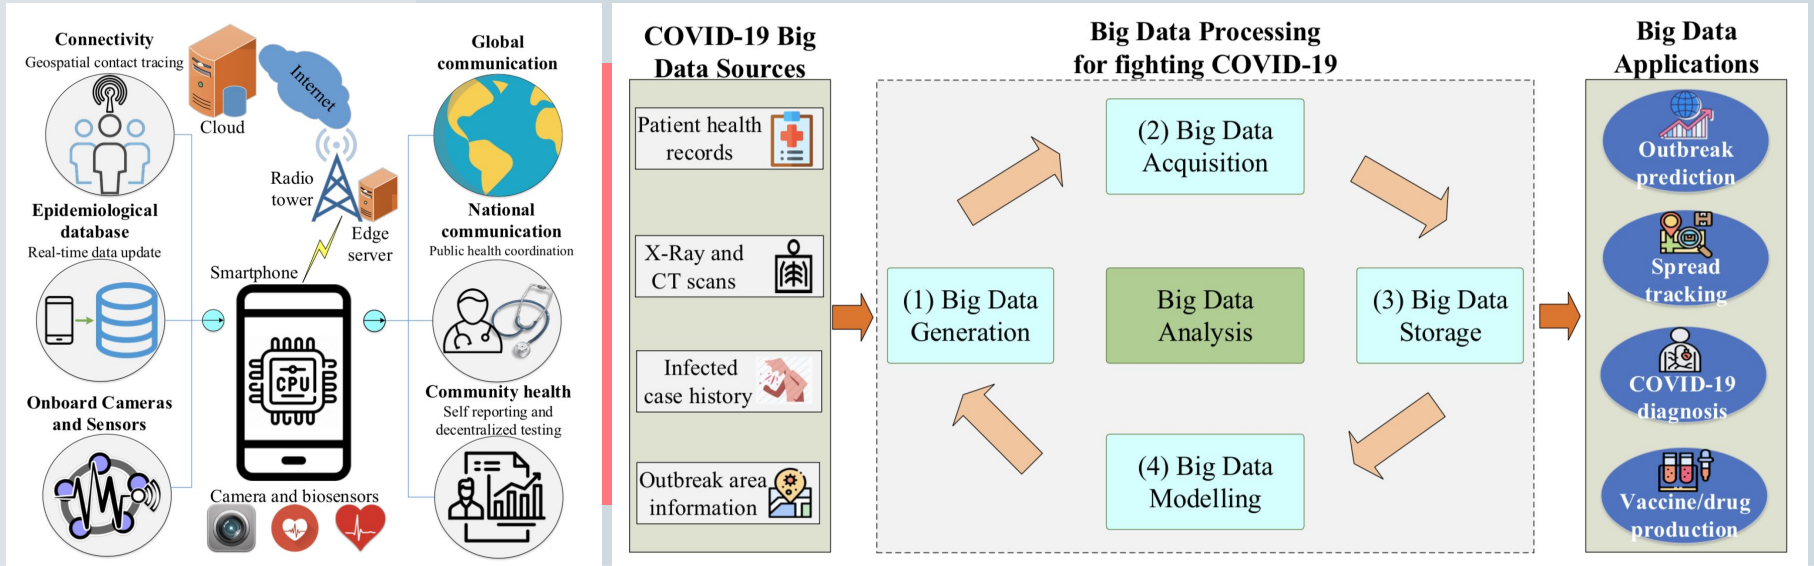 Connectivity
Geospatial contact tracing
Cloud
Internet
Global
communication
Radio
tower
Edge
server
Epidemiological
database
Real-time data update
National
communication
Public health coordination
Smartphone
CPU
Onboard Cameras
and Sensors
Community health
Self reporting and
decentralized testing
Camera and biosensors
COVID-19 Big
Data Sources
Patient health
records
X-Ray and
CT scans
Infected
case history
Outbreak area
information
Big Data Processing
for fighting COVID-19
(1) Big Data
Generation
(2) Big Data
Acquisition
(3) Big Data
Storage
(4) Big Data
Modelling
Big Data
Analysis
Big Data
Applications
Outbreak
prediction
Spread
tracking
COVID-19
diagnosis
Vaccine/drug
production